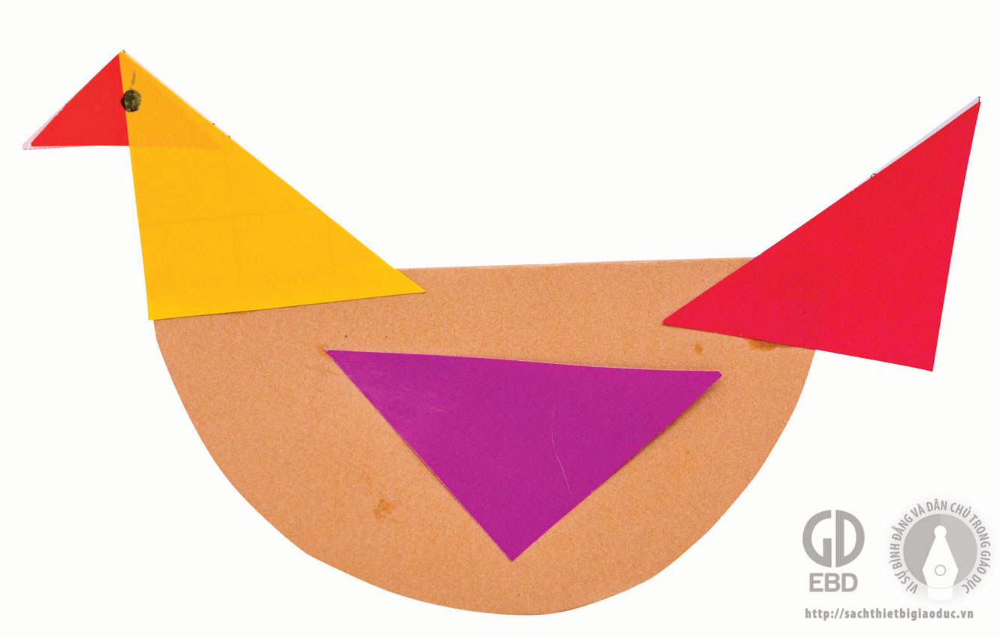 GD
EBD
VÌ SỰ BÌNH ĐẲNG VÀ DÂN CHỦ TRONG GIÁO DỤC
http://sachthietbigiaoduc.vn